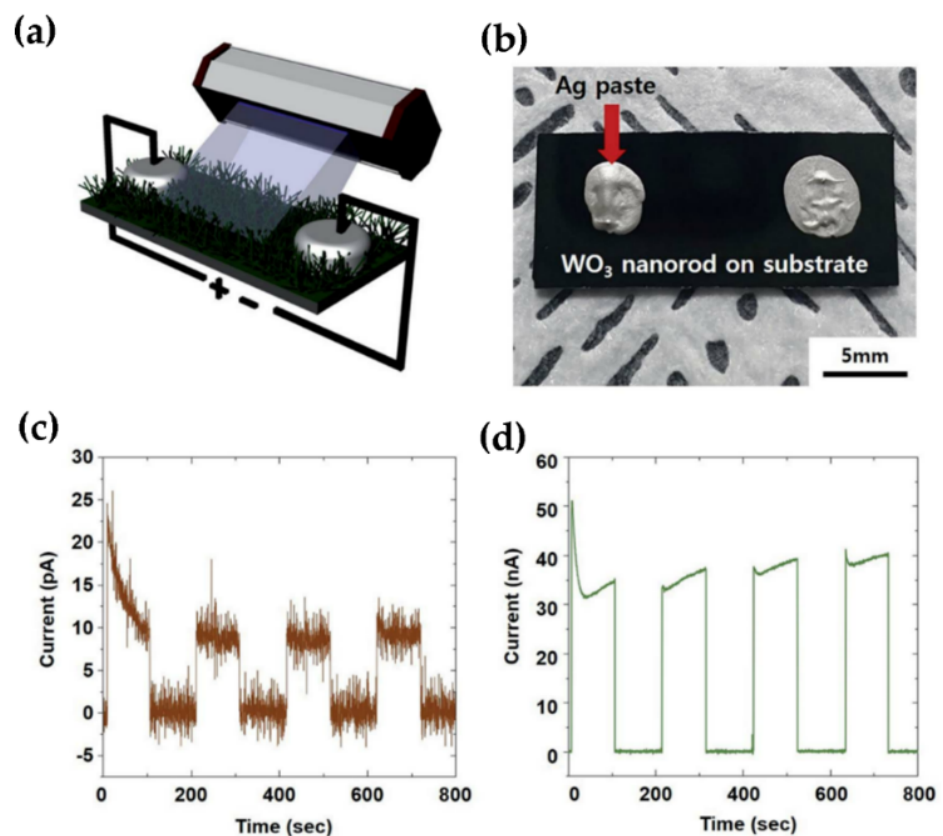 (a)
+ -
(b)
Ag paste
WO₃ nanorod on substrate
5mm
(c)
30
25
20
15
10
5
0
-5
Current (pA)
0 200 400 600 800
Time (sec)
(d)
60
50
40
30
20
10
0
Current (nA)
0 200 400 600 800
Time (sec)